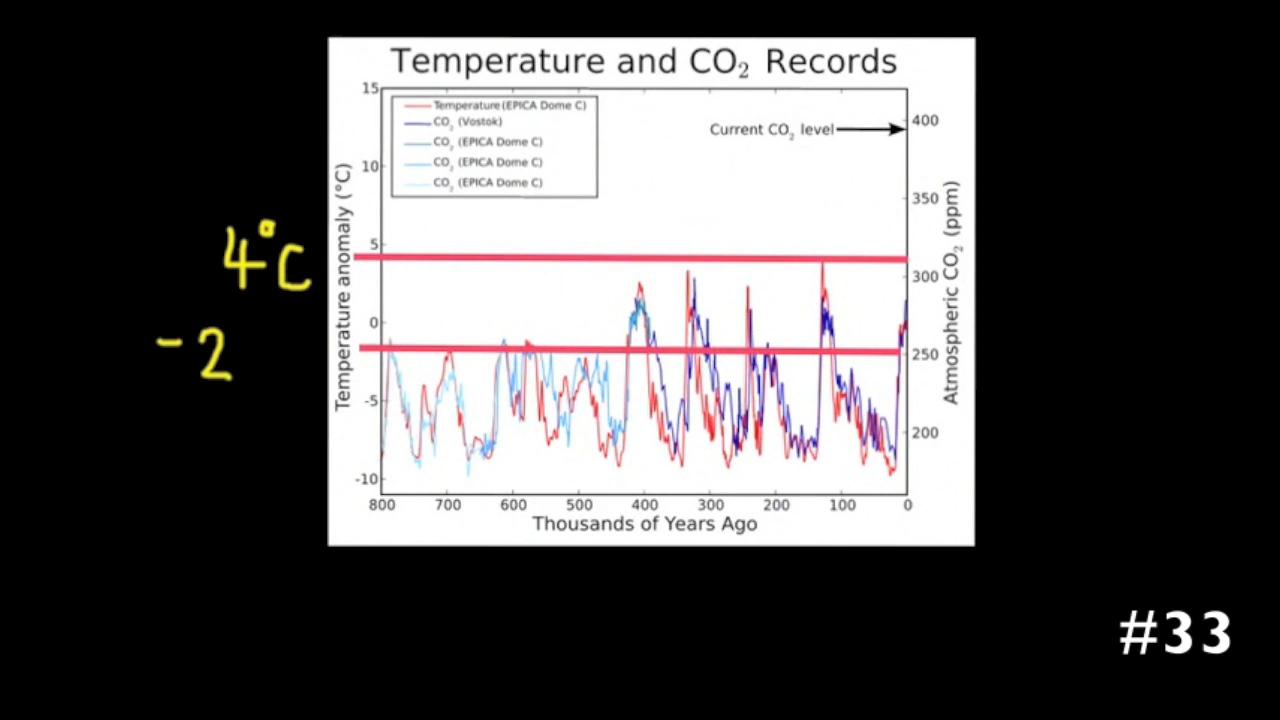 Temperature and CO₂ Records
15
10
5
0
-5
-10
Temperature anomaly (°C)
Temperature (EPICA Dome C)
CO₂ (Vostok)
CO₂ (EPICA Dome C)
CO₂ (EPICA Dome C)
CO₂ (EPICA Dome C)
Current CO₂ level
400
350
300
250
200
Atmospheric CO₂ (ppm)
4°C
-2
800 700 600 500 400 300 200 100 0
Thousands of Years Ago
#33